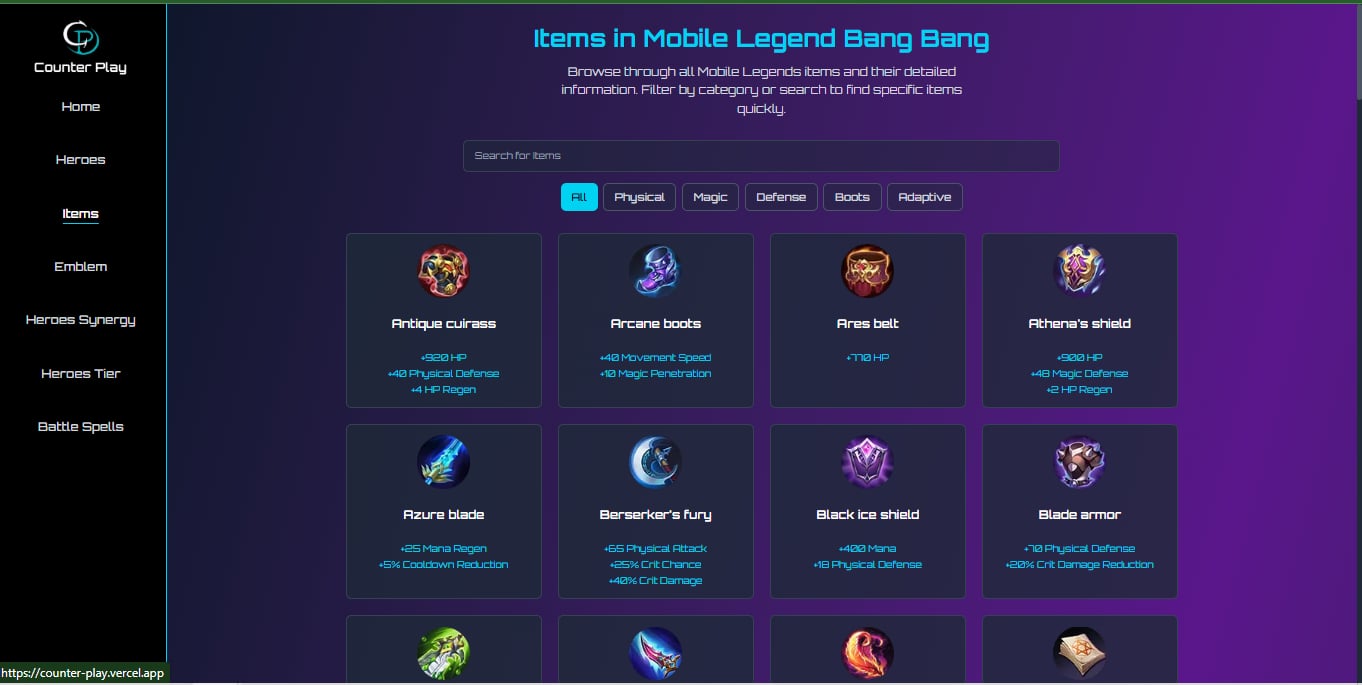 Counter Play
Home
Heroes
Items
Emblem
Heroes Synergy
Heroes Tier
Battle Spells
Items in Mobile Legend Bang Bang
Browse through all Mobile Legends items and their detailed
information. Filter by category or search to find specific items
quickly.
Search for items
All Physical Magic Defense Boots Adaptive
Antique cuirass
+920 HP
+40 Physical Defense
+4 HP Regen
Arcane boots
+40 Movement Speed
+10 Magic Penetration
Ares belt
+770 HP
Athena's shield
+900 HP
+48 Magic Defense
+2 HP Regen
Azure blade
+25 Mana Regen
+5% Cooldown Reduction
Berserker's fury
+65 Physical Attack
+25% Crit Chance
+40% Crit Damage
Black ice shield
+400 Mana
+18 Physical Defense
Blade armor
+70 Physical Defense
+20% Crit Damage Reduction
https://counter-play.vercel.app